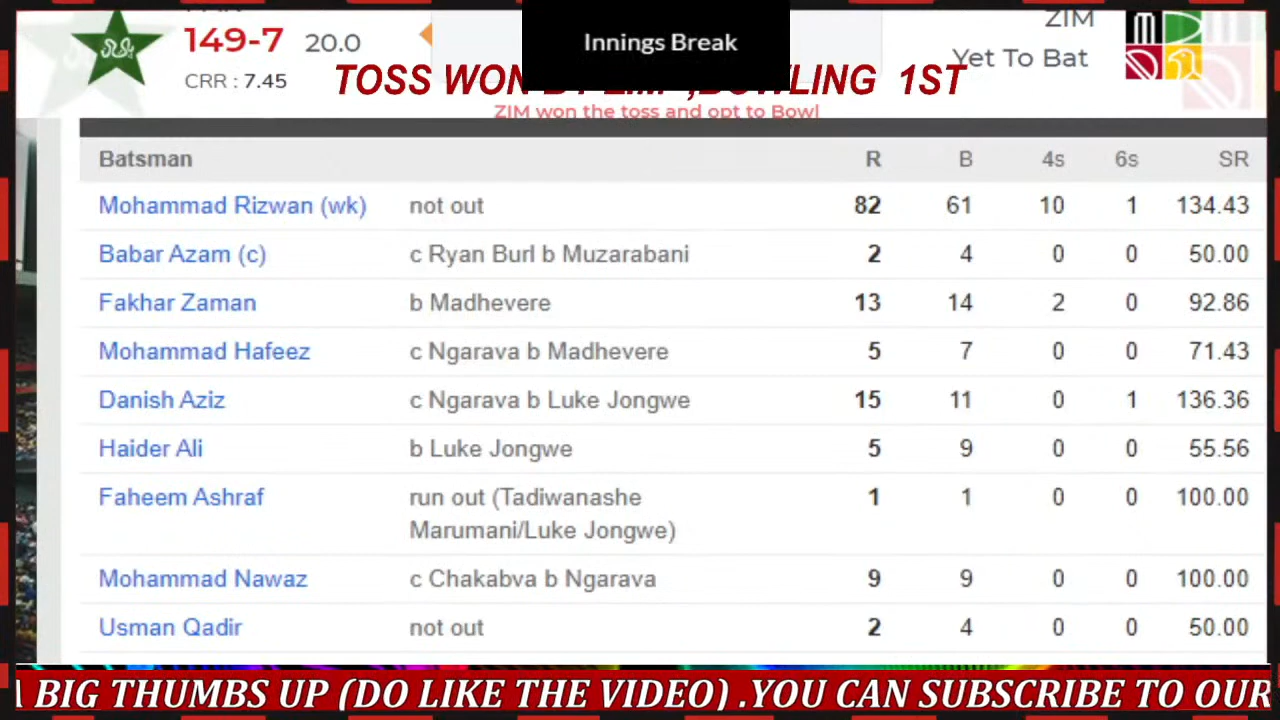 149-7 20.0
Innings Break
ZIM
Yet To Bat
CRR : 7.45
TOSS WON BOWLING 1ST
ZIM won the toss and opt to Bowl
Batsman R B 4s 6s SR
Mohammad Rizwan (wk) not out 82 61 10 1 134.43
Babar Azam (c) c Ryan Burl b Muzarabani 2 4 0 0 50.00
Fakhar Zaman b Madhevere 13 14 2 0 92.86
Mohammad Hafeez c Ngarava b Madhevere 5 7 0 0 71.43
Danish Aziz c Ngarava b Luke Jongwe 15 11 0 1 136.36
Haider Ali b Luke Jongwe 5 9 0 0 55.56
Faheem Ashraf run out (Tadiwanashe 1 1 0 0 100.00
Marumani/Luke Jongwe)
Mohammad Nawaz c Chakabva b Ngarava 9 9 0 0 100.00
Usman Qadir not out 2 4 0 0 50.00
BIG THUMBS UP (DO LIKE THE VIDEO) .YOU CAN SUBSCRIBE TO OUR